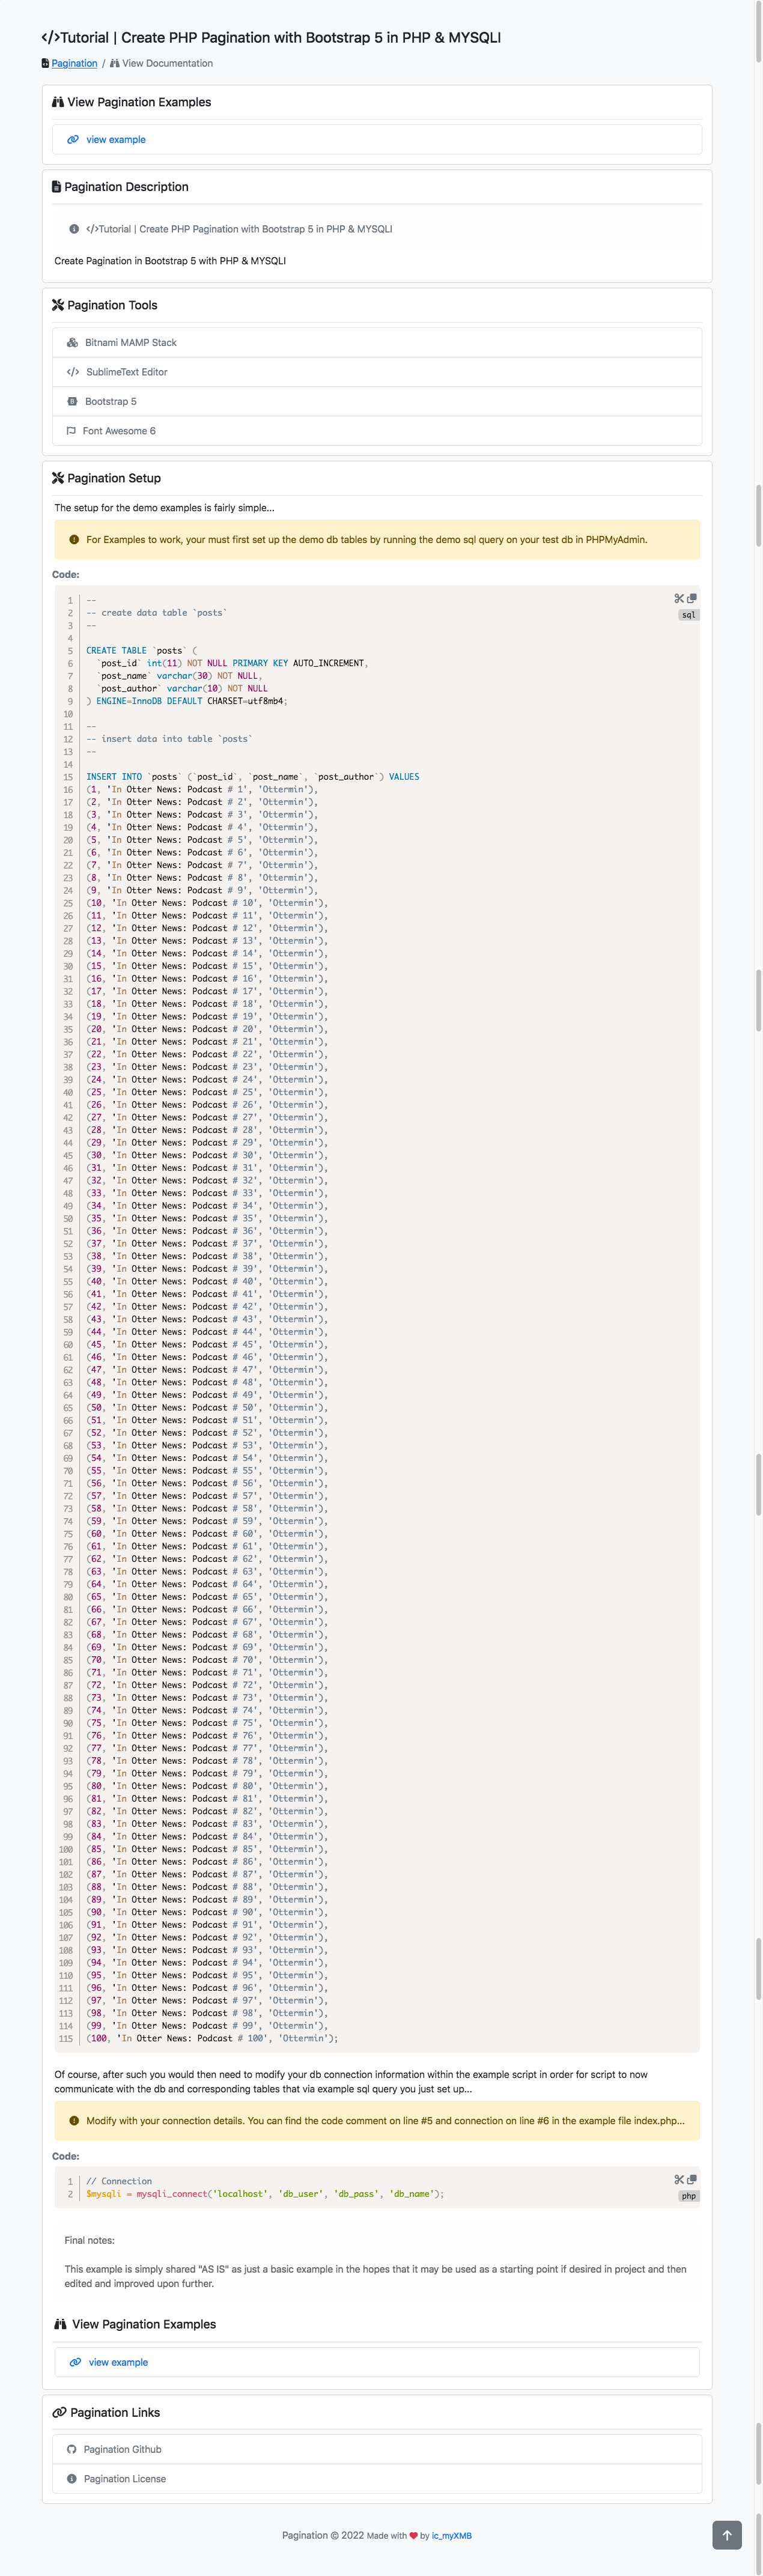 </>Tutorial | Create PHP Pagination with Bootstrap 5 in PHP & MYSQLI
Pagination / View Documentation
View Pagination Examples
view example
Pagination Description
</>Tutorial | Create PHP Pagination with Bootstrap 5 in PHP & MYSQLI
Create Pagination in Bootstrap 5 with PHP & MYSQLI
Pagination Tools
Bitnami MAMP Stack
SublimeText Editor
Bootstrap 5
Font Awesome 6
Pagination Setup
The setup for the demo examples is fairly simple...
For Examples to work, you must first set up the demo db tables by running the demo sql query on your test db in PHPMyAdmin.
Code:
sql
1 --
2 -- create data table `posts`
3 --
4
5 CREATE TABLE `posts` (
6 `post_id` int(11) NOT NULL PRIMARY KEY AUTO_INCREMENT,
7 `post_name` varchar(30) NOT NULL,
8 `post_author` varchar(10) NOT NULL
9 ) ENGINE=InnoDB DEFAULT CHARSET=utf8mb4;
10
11 --
12 -- insert data into table `posts`
13 --
14
15 INSERT INTO `posts` (`post_id`, `post_name`, `post_author`) VALUES
16 (1, 'In Otter News: Podcast # 1', 'Ottermin'),
17 (2, 'In Otter News: Podcast # 2', 'Ottermin'),
18 (3, 'In Otter News: Podcast # 3', 'Ottermin'),
19 (4, 'In Otter News: Podcast # 4', 'Ottermin'),
20 (5, 'In Otter News: Podcast # 5', 'Ottermin'),
21 (6, 'In Otter News: Podcast # 6', 'Ottermin'),
22 (7, 'In Otter News: Podcast # 7', 'Ottermin'),
23 (8, 'In Otter News: Podcast # 8', 'Ottermin'),
24 (9, 'In Otter News: Podcast # 9', 'Ottermin'),
25 (10, 'In Otter News: Podcast # 10', 'Ottermin'),
26 (11, 'In Otter News: Podcast # 11', 'Ottermin'),
27 (12, 'In Otter News: Podcast # 12', 'Ottermin'),
28 (13, 'In Otter News: Podcast # 13', 'Ottermin'),
29 (14, 'In Otter News: Podcast # 14', 'Ottermin'),
30 (15, 'In Otter News: Podcast # 15', 'Ottermin'),
31 (16, 'In Otter News: Podcast # 16', 'Ottermin'),
32 (17, 'In Otter News: Podcast # 17', 'Ottermin'),
33 (18, 'In Otter News: Podcast # 18', 'Ottermin'),
34 (19, 'In Otter News: Podcast # 19', 'Ottermin'),
35 (20, 'In Otter News: Podcast # 20', 'Ottermin'),
36 (21, 'In Otter News: Podcast # 21', 'Ottermin'),
37 (22, 'In Otter News: Podcast # 22', 'Ottermin'),
38 (23, 'In Otter News: Podcast # 23', 'Ottermin'),
39 (24, 'In Otter News: Podcast # 24', 'Ottermin'),
40 (25, 'In Otter News: Podcast # 25', 'Ottermin'),
41 (26, 'In Otter News: Podcast # 26', 'Ottermin'),
42 (27, 'In Otter News: Podcast # 27', 'Ottermin'),
43 (28, 'In Otter News: Podcast # 28', 'Ottermin'),
44 (29, 'In Otter News: Podcast # 29', 'Ottermin'),
45 (30, 'In Otter News: Podcast # 30', 'Ottermin'),
46 (31, 'In Otter News: Podcast # 31', 'Ottermin'),
47 (32, 'In Otter News: Podcast # 32', 'Ottermin'),
48 (33, 'In Otter News: Podcast # 33', 'Ottermin'),
49 (34, 'In Otter News: Podcast # 34', 'Ottermin'),
50 (35, 'In Otter News: Podcast # 35', 'Ottermin'),
51 (36, 'In Otter News: Podcast # 36', 'Ottermin'),
52 (37, 'In Otter News: Podcast # 37', 'Ottermin'),
53 (38, 'In Otter News: Podcast # 38', 'Ottermin'),
54 (39, 'In Otter News: Podcast # 39', 'Ottermin'),
55 (40, 'In Otter News: Podcast # 40', 'Ottermin'),
56 (41, 'In Otter News: Podcast # 41', 'Ottermin'),
57 (42, 'In Otter News: Podcast # 42', 'Ottermin'),
58 (43, 'In Otter News: Podcast # 43', 'Ottermin'),
59 (44, 'In Otter News: Podcast # 44', 'Ottermin'),
60 (45, 'In Otter News: Podcast # 45', 'Ottermin'),
61 (46, 'In Otter News: Podcast # 46', 'Ottermin'),
62 (47, 'In Otter News: Podcast # 47', 'Ottermin'),
63 (48, 'In Otter News: Podcast # 48', 'Ottermin'),
64 (49, 'In Otter News: Podcast # 49', 'Ottermin'),
65 (50, 'In Otter News: Podcast # 50', 'Ottermin'),
66 (51, 'In Otter News: Podcast # 51', 'Ottermin'),
67 (52, 'In Otter News: Podcast # 52', 'Ottermin'),
68 (53, 'In Otter News: Podcast # 53', 'Ottermin'),
69 (54, 'In Otter News: Podcast # 54', 'Ottermin'),
70 (55, 'In Otter News: Podcast # 55', 'Ottermin'),
71 (56, 'In Otter News: Podcast # 56', 'Ottermin'),
72 (57, 'In Otter News: Podcast # 57', 'Ottermin'),
73 (58, 'In Otter News: Podcast # 58', 'Ottermin'),
74 (59, 'In Otter News: Podcast # 59', 'Ottermin'),
75 (60, 'In Otter News: Podcast # 60', 'Ottermin'),
76 (61, 'In Otter News: Podcast # 61', 'Ottermin'),
77 (62, 'In Otter News: Podcast # 62', 'Ottermin'),
78 (63, 'In Otter News: Podcast # 63', 'Ottermin'),
79 (64, 'In Otter News: Podcast # 64', 'Ottermin'),
80 (65, 'In Otter News: Podcast # 65', 'Ottermin'),
81 (66, 'In Otter News: Podcast # 66', 'Ottermin'),
82 (67, 'In Otter News: Podcast # 67', 'Ottermin'),
83 (68, 'In Otter News: Podcast # 68', 'Ottermin'),
84 (69, 'In Otter News: Podcast # 69', 'Ottermin'),
85 (70, 'In Otter News: Podcast # 70', 'Ottermin'),
86 (71, 'In Otter News: Podcast # 71', 'Ottermin'),
87 (72, 'In Otter News: Podcast # 72', 'Ottermin'),
88 (73, 'In Otter News: Podcast # 73', 'Ottermin'),
89 (74, 'In Otter News: Podcast # 74', 'Ottermin'),
90 (75, 'In Otter News: Podcast # 75', 'Ottermin'),
91 (76, 'In Otter News: Podcast # 76', 'Ottermin'),
92 (77, 'In Otter News: Podcast # 77', 'Ottermin'),
93 (78, 'In Otter News: Podcast # 78', 'Ottermin'),
94 (79, 'In Otter News: Podcast # 79', 'Ottermin'),
95 (80, 'In Otter News: Podcast # 80', 'Ottermin'),
96 (81, 'In Otter News: Podcast # 81', 'Ottermin'),
97 (82, 'In Otter News: Podcast # 82', 'Ottermin'),
98 (83, 'In Otter News: Podcast # 83', 'Ottermin'),
99 (84, 'In Otter News: Podcast # 84', 'Ottermin'),
100 (85, 'In Otter News: Podcast # 85', 'Ottermin'),
101 (86, 'In Otter News: Podcast # 86', 'Ottermin'),
102 (87, 'In Otter News: Podcast # 87', 'Ottermin'),
103 (88, 'In Otter News: Podcast # 88', 'Ottermin'),
104 (89, 'In Otter News: Podcast # 89', 'Ottermin'),
105 (90, 'In Otter News: Podcast # 90', 'Ottermin'),
106 (91, 'In Otter News: Podcast # 91', 'Ottermin'),
107 (92, 'In Otter News: Podcast # 92', 'Ottermin'),
108 (93, 'In Otter News: Podcast # 93', 'Ottermin'),
109 (94, 'In Otter News: Podcast # 94', 'Ottermin'),
110 (95, 'In Otter News: Podcast # 95', 'Ottermin'),
111 (96, 'In Otter News: Podcast # 96', 'Ottermin'),
112 (97, 'In Otter News: Podcast # 97', 'Ottermin'),
113 (98, 'In Otter News: Podcast # 98', 'Ottermin'),
114 (99, 'In Otter News: Podcast # 99', 'Ottermin'),
115 (100, 'In Otter News: Podcast # 100', 'Ottermin');
Of course, after such you would then need to modify your db connection information within the example script in order for script to now
communicate with the db and corresponding tables that via example sql query you just set up...
Modify with your connection details. You can find the code comment on line #5 and connection on line #6 in the example file index.php...
Code:
php
1 // Connection
2 $mysqli = mysqli_connect('localhost', 'db_user', 'db_pass', 'db_name');
Final notes:
This example is simply shared "AS IS" as just a basic example in the hopes that it may be used as a starting point if desired in project and then
edited and improved upon further.
View Pagination Examples
view example
Pagination Links
Pagination Github
Pagination License
Pagination © 2022 Made with ❤ by ic_myXMB